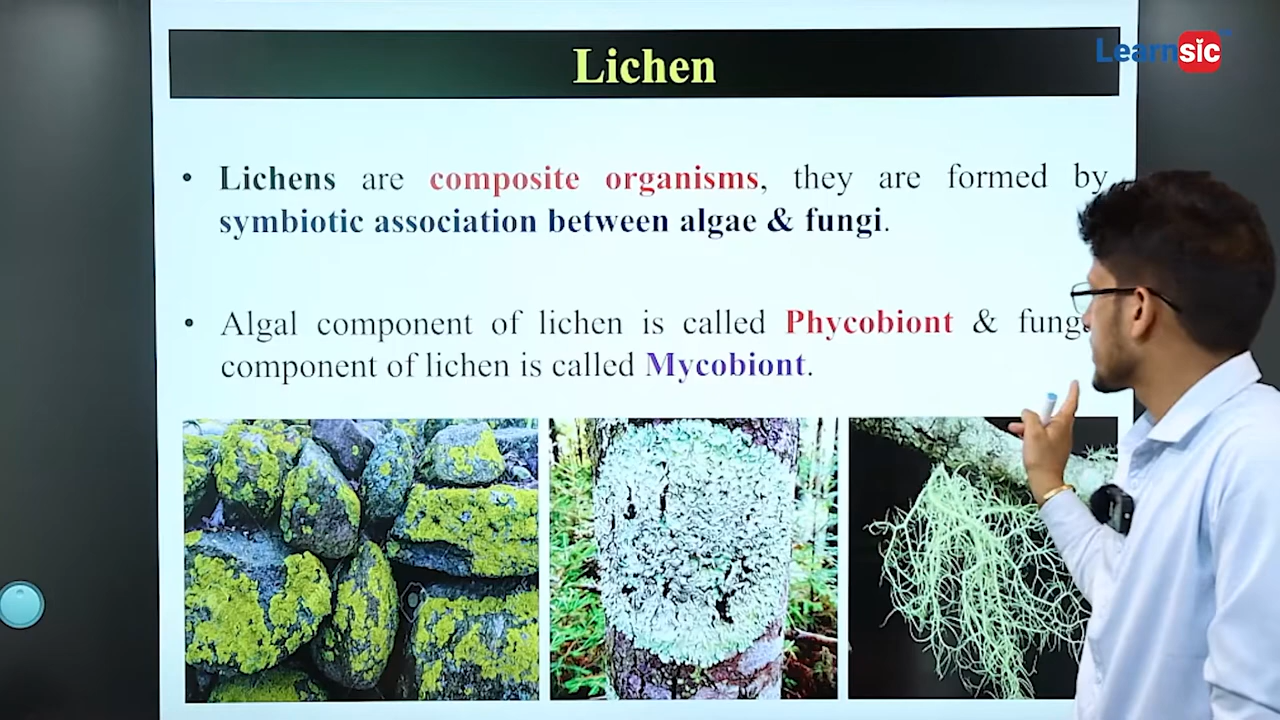 Lichen
Learnsic
• Lichens are composite organisms, they are formed by
symbiotic association between algae & fungi.
• Algal component of lichen is called Phycobiont &
component of lichen is called Mycobiont.